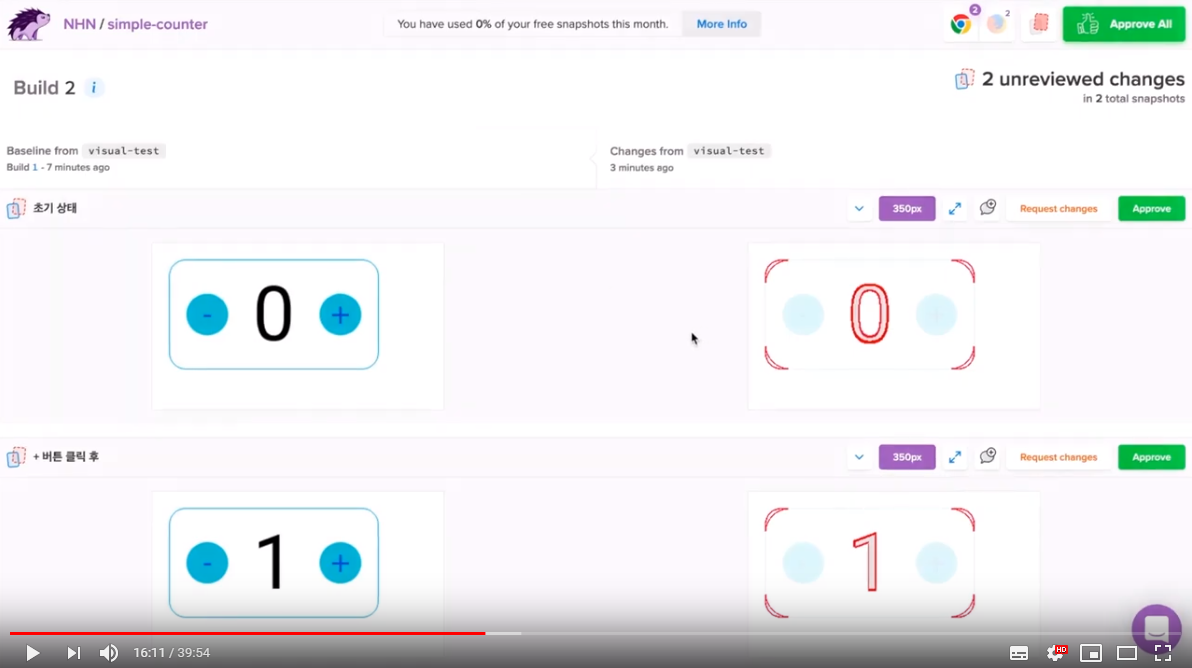 NHN / simple-counter
You have used 0% of your free snapshots this month.
More Info
2
2
Approve All
Build 2 i
2 unreviewed changes
in 2 total snapshots
Baseline from visual-test
Build 1 - 7 minutes ago
Changes from visual-test
3 minutes ago
초기 상태
350px
Request changes
Approve
- 0 +
- 0 +
+ 버튼 클릭 후
350px
Request changes
Approve
- 1 +
- 1 +
16:11 / 39:54
HD